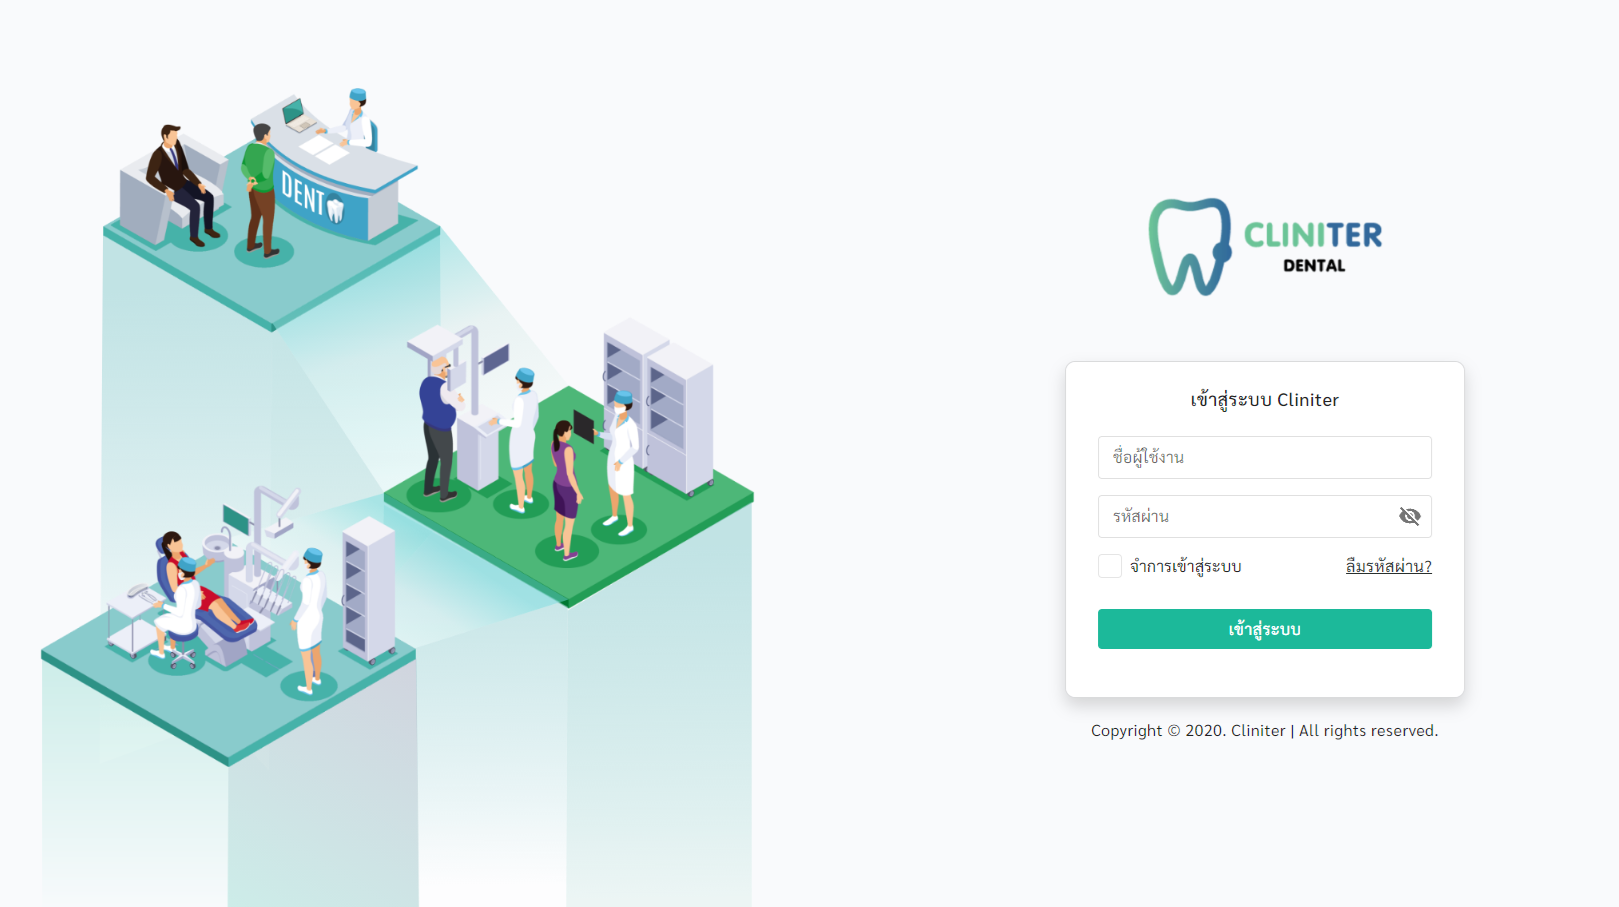 DENT
CLINITER
DENTAL
เข้าสู่ระบบ Cliniter
ชื่อผู้ใช้งาน
รหัสผ่าน
จำการเข้าสู่ระบบ
ลืมรหัสผ่าน?
เข้าสู่ระบบ
Copyright © 2020. Cliniter | All rights reserved.